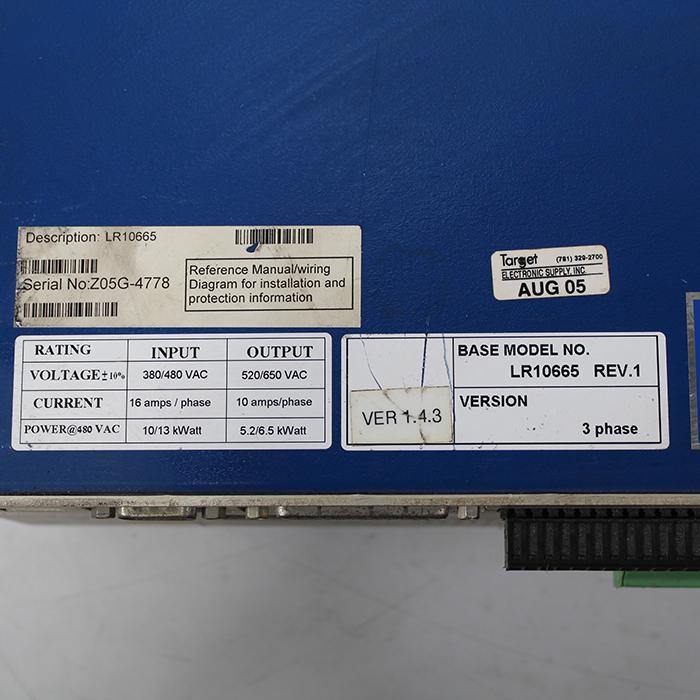 Description: LR10665
Serial No:Z05G-4778
Reference Manual/wiring
Diagram for installation and
protection information
Target (781) 329-2700
ELECTRONIC SUPPLY, INC.
AUG 05
RATING INPUT OUTPUT
VOLTAGE±10% 380/480 VAC 520/650 VAC
CURRENT 16 amps / phase 10 amps/phase
POWER@480 VAC 10/13 kWatt 5.2/6.5 kWatt
BASE MODEL NO.
LR10665 REV.1
VER 1.4.3
VERSION
3 phase